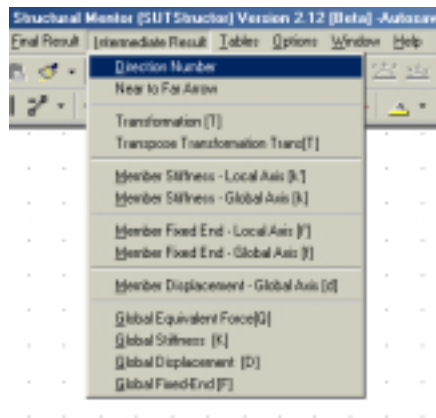 Structural Mentor (SUTStructor) Version 2.12 [Beta] -Autosave
Final Result Intermediate Result Tables Options Window Help
Direction Number
Near to Far Arrow
Transformation [T]
Transpose Transformation Trans[T]
Member Stiffness - Local Axis [k']
Member Stiffness - Global Axis [k]
Member Fixed End - Local Axis [f']
Member Fixed End - Global Axis [f]
Member Displacement - Global Axis [d]
Global Equivalent Force[Q]
Global Stiffness [K]
Global Displacement [D]
Global Fixed-End [F]